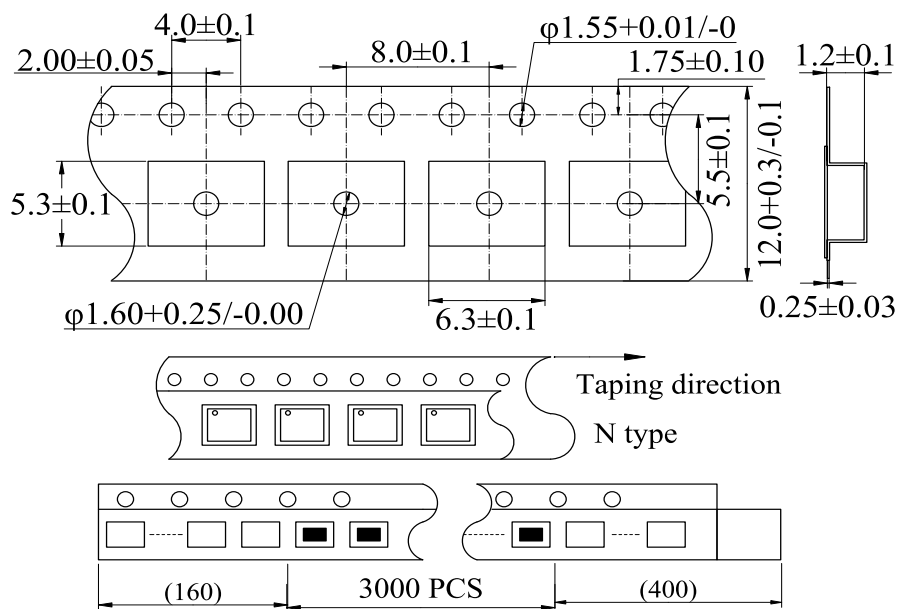 4.0±0.1
φ1.55+0.01/-0
2.00±0.05
8.0±0.1
1.75±0.10
1.2±0.1
5.3±0.1
5.5±0.1
12.0+0.3/-0.1
φ1.60+0.25/-0.00
6.3±0.1
0.25±0.03
Taping direction
N type
(160)
3000 PCS
(400)